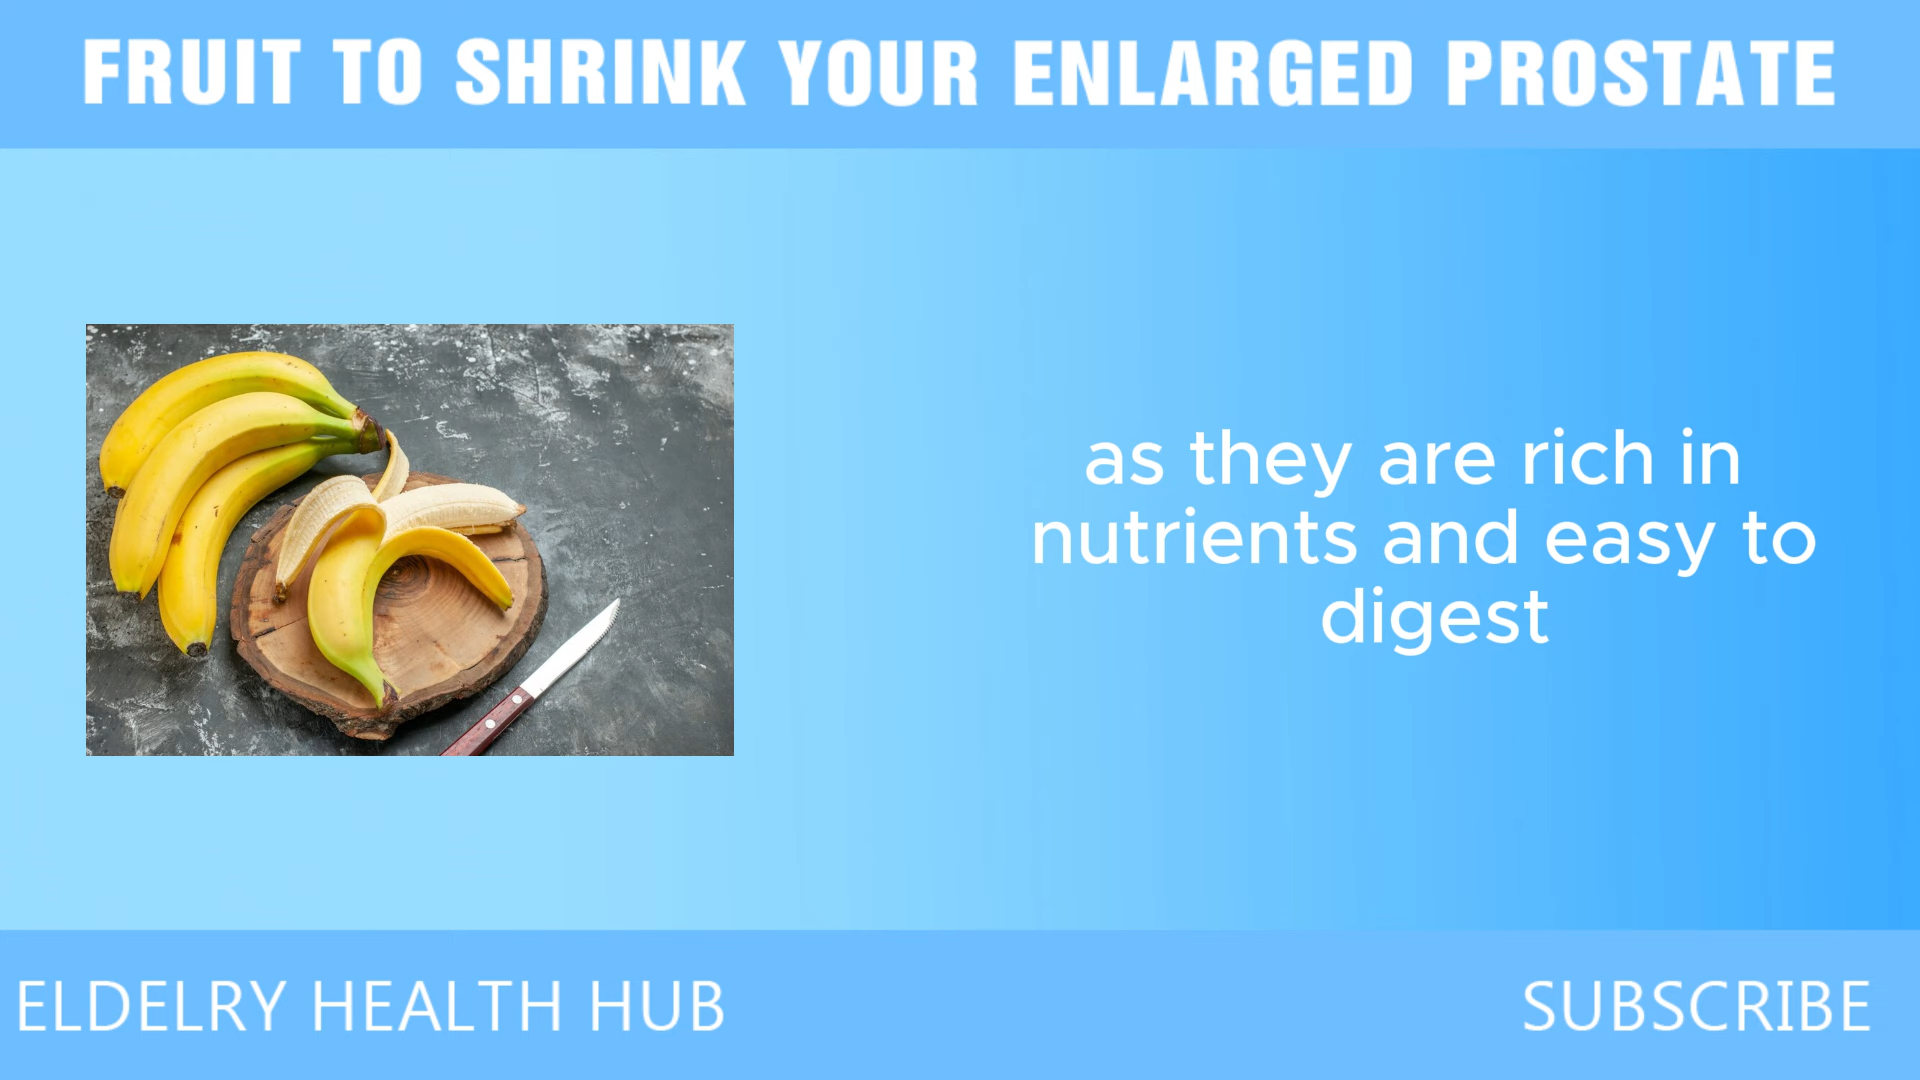 FRUIT TO SHRINK YOUR ENLARGED PROSTATE
as they are rich in
nutrients and easy to
digest
ELDELRY HEALTH HUB
SUBSCRIBE